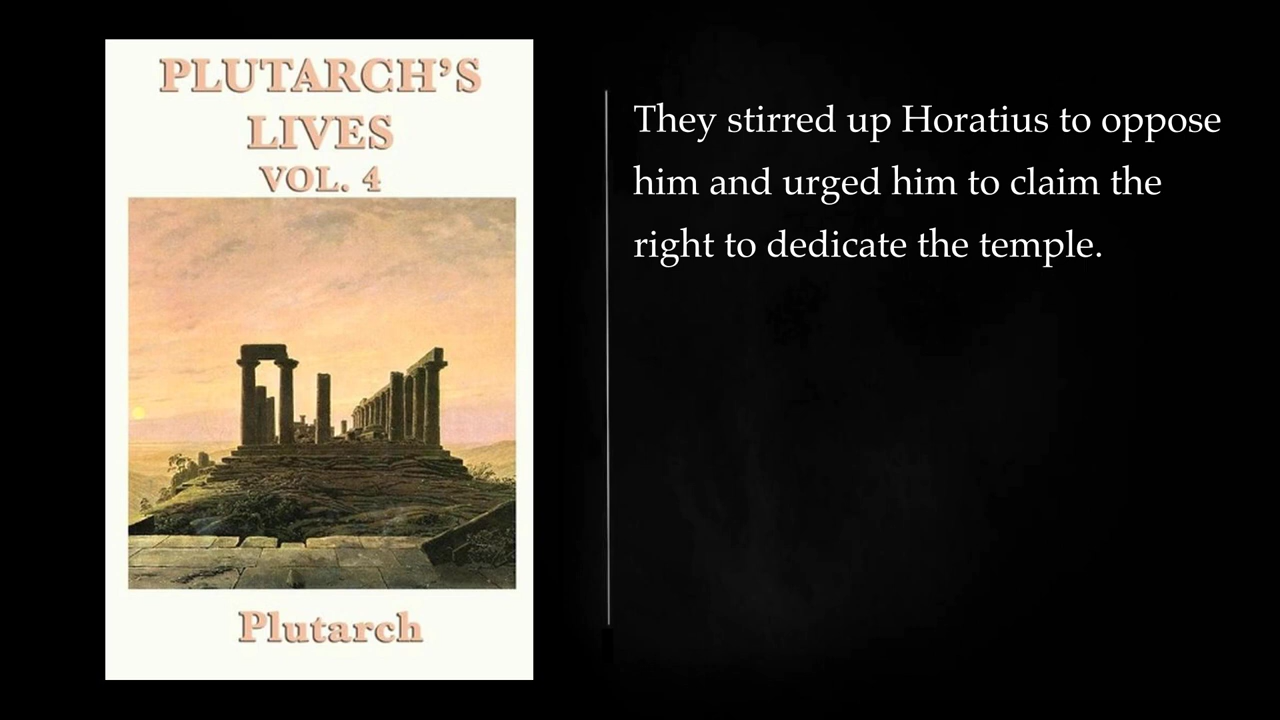 PLUTARCH'S
LIVES
VOL. 4
Plutarch
They stirred up Horatius to oppose
him and urged him to claim the
right to dedicate the temple.